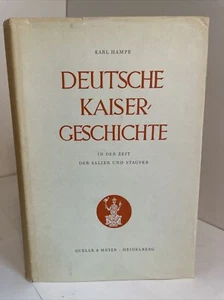 KARL HAMPE
DEUTSCHE
KAISER-
GESCHICHTE
IN DER ZEIT
DER SALIER UND STAUFER
QUELLE & MEYER · HEIDELBERG